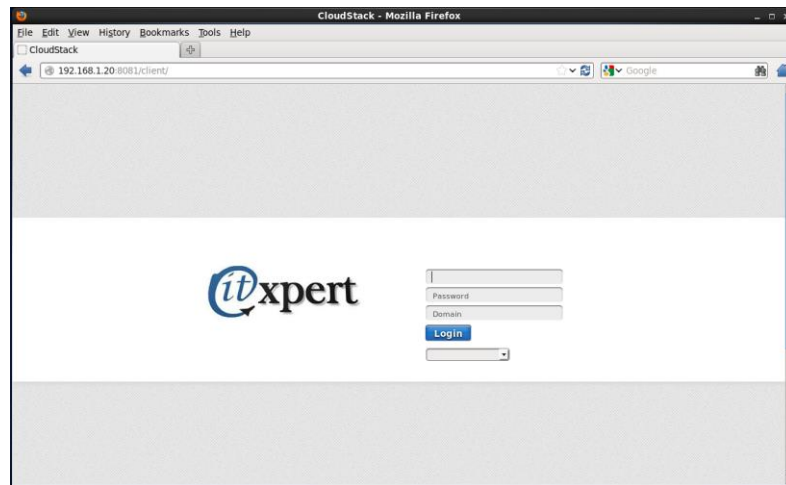 CloudStack - Mozilla Firefox
File Edit View History Bookmarks Tools Help
CloudStack
192.168.1.20:8081/client/
Google
itxpert
Password
Domain
Login